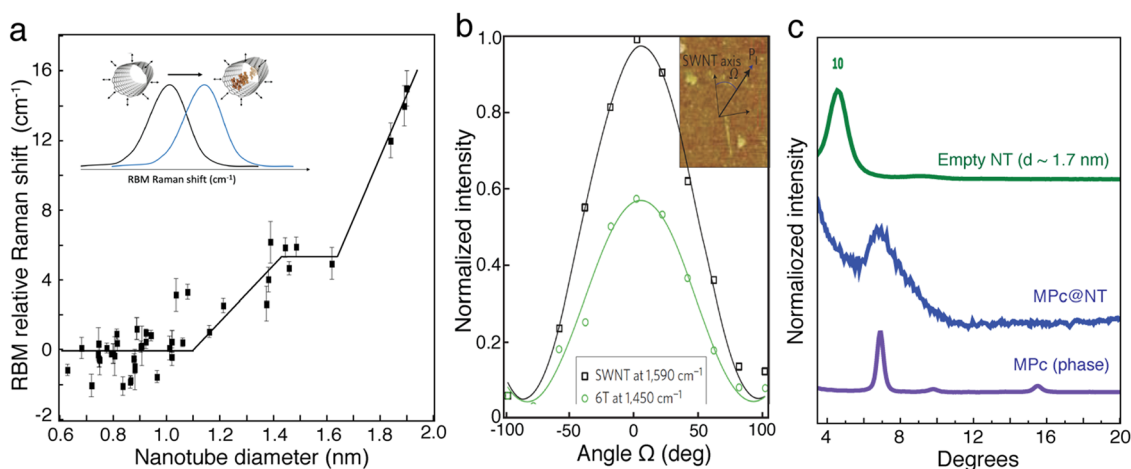 a
RBM relative Raman shift (cm⁻¹)
16
12
8
4
0
-2
0.6
0.8
1.0
1.2
1.4
1.6
1.8
2.0
Nanotube diameter (nm)
RBM Raman shift (cm⁻¹)
b
Normalized intensity
1.0
0.8
0.6
0.4
0.2
0
-100
-50
0
50
100
Angle Ω (deg)
SWNT axis
Ω
SWNT at 1,590 cm⁻¹
6T at 1,450 cm⁻¹
c
Normaliozed intensity
10
Empty NT (d ~ 1.7 nm)
MPc@NT
MPc (phase)
4
8
12
16
20
Degrees